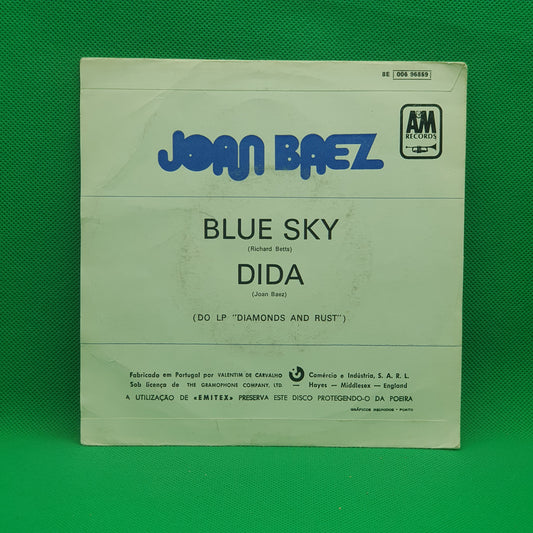 8E 006 96889
A&M
RECORDS
JOAN BAEZ
BLUE SKY
(Richard Betts)
DIDA
(Joan Baez)
(DO LP "DIAMONDS AND RUST")
Fabricado em Portugal por VALENTIM DE CARVALHO Comércio e Indústria, S. A. R. L.
Sob licença de THE GRAMOPHONE COMPANY, LTD. — Hayes — Middlesex — England
A UTILIZAÇÃO DE «EMITEX» PRESERVA ESTE DISCO PROTEGENDO-O DA POEIRA
GRÁFICOS REUNIDOS - PORTO